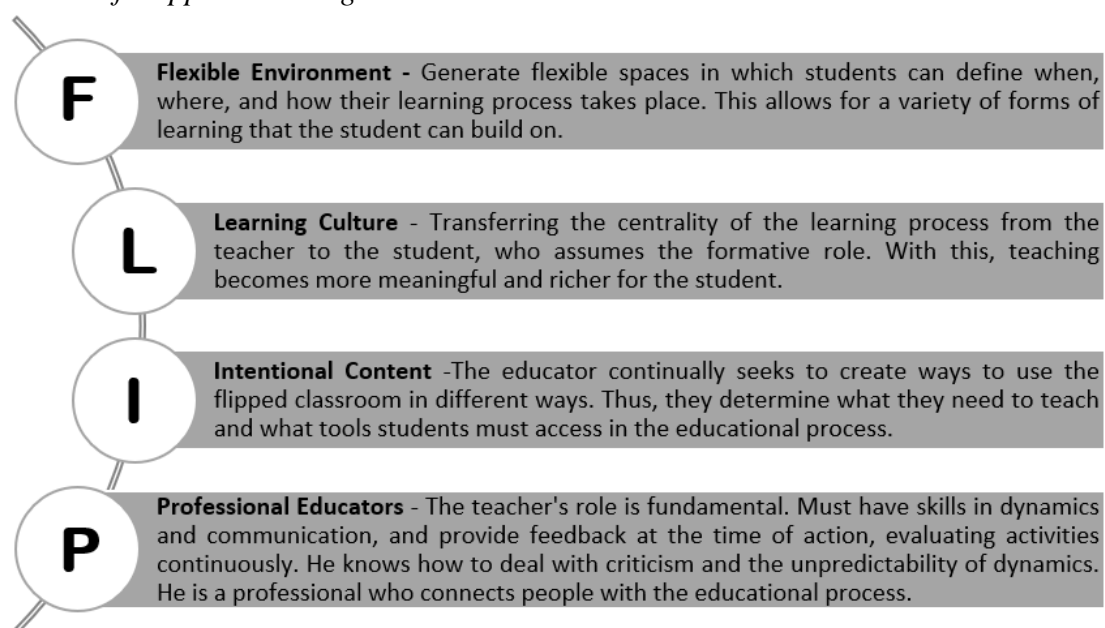 F
Flexible Environment - Generate flexible spaces in which students can define when,
where, and how their learning process takes place. This allows for a variety of forms of
learning that the student can build on.
L
Learning Culture - Transferring the centrality of the learning process from the
teacher to the student, who assumes the formative role. With this, teaching
becomes more meaningful and richer for the student.
I
Intentional Content -The educator continually seeks to create ways to use the
flipped classroom in different ways. Thus, they determine what they need to teach
and what tools students must access in the educational process.
P
Professional Educators - The teacher's role is fundamental. Must have skills in dynamics
and communication, and provide feedback at the time of action, evaluating activities
continuously. He knows how to deal with criticism and the unpredictability of dynamics.
He is a professional who connects people with the educational process.